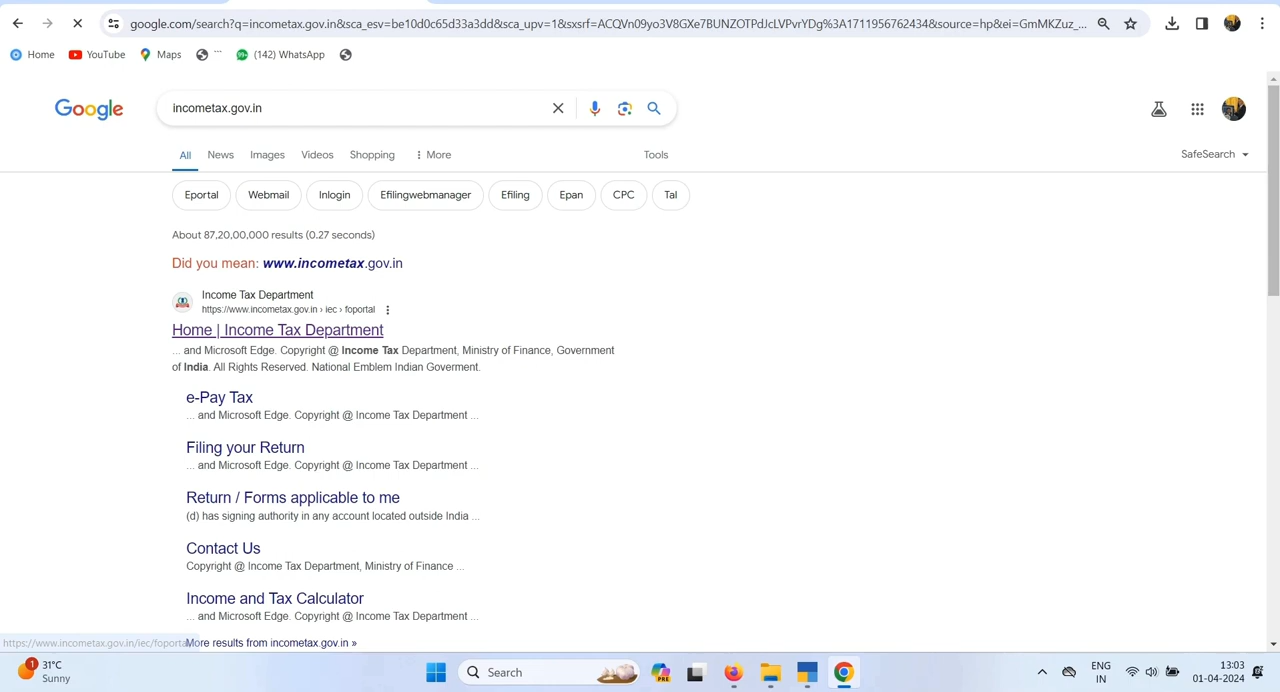 google.com/search?q=incometax.gov.in&sca_esv=be10d0c65d33a3dd&sca_upv=1&sxsrf=ACQVn09yo3V8GXe7BUNZOTPdJcLVPvrYDg%3A1711956762434&source=hp&ei=GmMKZuz_...
Home YouTube Maps ... (142) WhatsApp
Google incometax.gov.in
All News Images Videos Shopping More Tools SafeSearch
Eportal Webmail Inlogin Efilingwebmanager Efiling Epan CPC Tal
About 87,20,00,000 results (0.27 seconds)
Did you mean: www.incometax.gov.in
Income Tax Department
https://www.incometax.gov.in › iec › foportal
Home | Income Tax Department
... and Microsoft Edge. Copyright @ Income Tax Department, Ministry of Finance, Government
of India. All Rights Reserved. National Emblem Indian Goverment.
e-Pay Tax
... and Microsoft Edge. Copyright @ Income Tax Department ...
Filing your Return
... and Microsoft Edge. Copyright @ Income Tax Department ...
Return / Forms applicable to me
(d) has signing authority in any account located outside India ...
Contact Us
Copyright @ Income Tax Department, Ministry of Finance ...
Income and Tax Calculator
... and Microsoft Edge. Copyright @ Income Tax Department ...
https://www.incometax.gov.in/iec/foporta More results from incometax.gov.in »
1 31°C Search PRE ENG 13:03
Sunny IN 01-04-2024